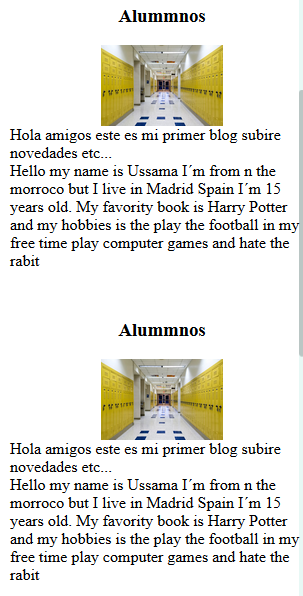 Alummnos
Hola amigos este es mi primer blog subire
novedades etc...
Hello my name is Ussama I´m from n the
morroco but I live in Madrid Spain I´m 15
years old. My favority book is Harry Potter
and my hobbies is the play the football in my
free time play computer games and hate the
rabit
Alummnos
Hola amigos este es mi primer blog subire
novedades etc...
Hello my name is Ussama I´m from n the
morroco but I live in Madrid Spain I´m 15
years old. My favority book is Harry Potter
and my hobbies is the play the football in my
free time play computer games and hate the
rabit